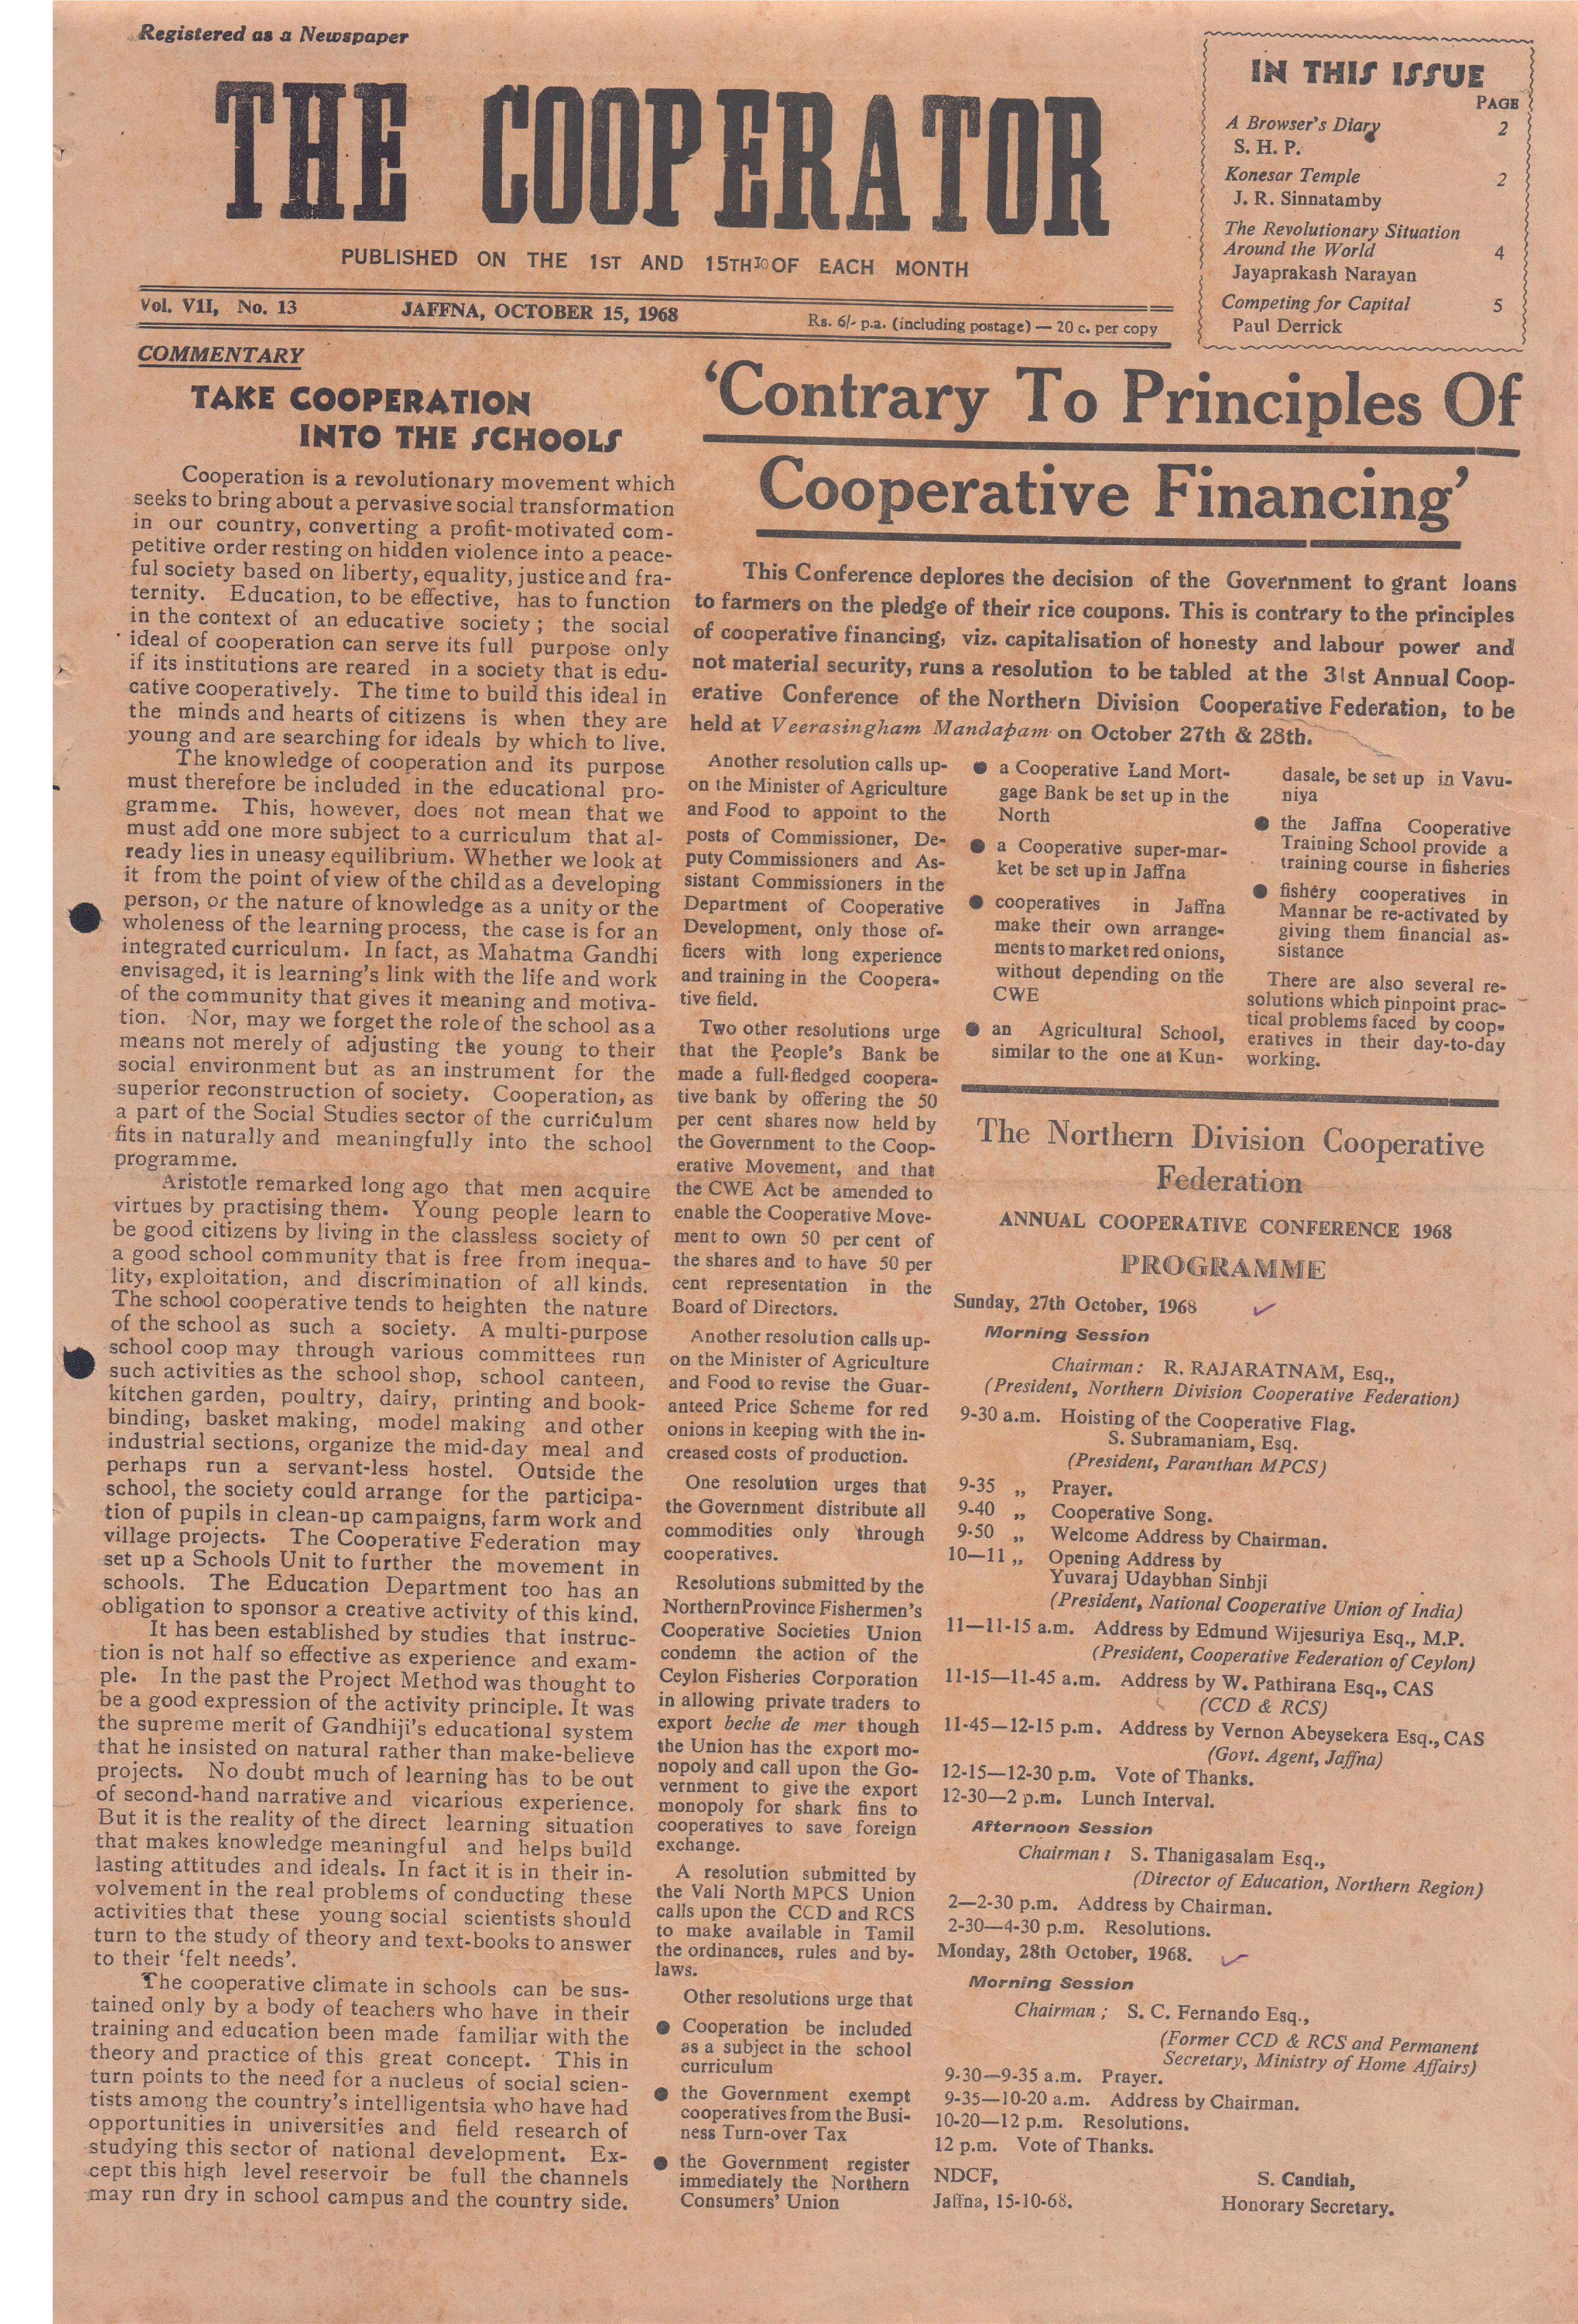 Registered as a Newspaper
THE COOPERATOR
PUBLISHED ON THE 1ST AND 15TH OF EACH MONTH
Vol. V1I, No. 13
JAFFNA, OCTOBER 15, 1968
Rs. 6/- p.a. (including postage) — 20 c. per copy
IN THIS ISSUE
PAGE
A Browser's Diary 2
S. H. P.
Konesar Temple 2
J. R. Sinnatamby
The Revolutionary Situation
Around the World 4
Jayaprakash Narayan
Competing for Capital 5
Paul Derrick
COMMENTARY
TAKE COOPERATION
INTO THE SCHOOLS
Cooperation is a revolutionary movement which
seeks to bring about a pervasive social transformation
in our country, converting a profit-motivated com-
petitive order resting on hidden violence into a peace-
ful society based on liberty, equality, justice and fra-
ternity. Education, to be effective, has to function
in the context of an educative society; the social
ideal of cooperation can serve its full purpose only
if its institutions are reared in a society that is edu-
cative cooperatively. The time to build this ideal in
the minds and hearts of citizens is when they are
young and are searching for ideals by which to live.
The knowledge of cooperation and its purpose
must therefore be included in the educational pro-
gramme. This, however, does not mean that we
must add one more subject to a curriculum that al-
ready lies in uneasy equilibrium. Whether we look at
it from the point of view of the child as a developing
person, or the nature of knowledge as a unity or the
wholeness of the learning process, the case is for an
integrated curriculum. In fact, as Mahatma Gandhi
envisaged, it is learning's link with the life and work
of the community that gives it meaning and motiva-
tion. Nor, may we forget the role of the school as a
means not merely of adjusting the young to their
social environment but as an instrument for the
superior reconstruction of society. Cooperation, as
a part of the Social Studies sector of the curriculum
fits in naturally and meaningfully into the school
programme.
Aristotle remarked long ago that men acquire
virtues by practising them. Young people learn to
be good citizens by living in the classless society of
a good school community that is free from inequa-
lity, exploitation, and discrimination of all kinds.
The school cooperative tends to heighten the nature
of the school as such a society. A multi-purpose
school coop may through various committees run
such activities as the school shop, school canteen,
kitchen garden, poultry, dairy, printing and book-
binding, basket making, model making and other
industrial sections, organize the mid-day meal and
perhaps run a servant-less hostel. Outside the
school, the society could arrange for the participa-
tion of pupils in clean-up campaigns, farm work and
village projects. The Cooperative Federation may
set up a Schools Unit to further the movement in
schools. The Education Department too has an
obligation to sponsor a creative activity of this kind.
It has been established by studies that instruc-
tion is not half so effective as experience and exam-
ple. In the past the Project Method was thought to
be a good expression of the activity principle. It was
the supreme merit of Gandhiji's educational system
that he insisted on natural rather than make-believe
projects. No doubt much of learning has to be out
of second-hand narrative and vicarious experience.
But it is the reality of the direct learning situation
that makes knowledge meaningful and helps build
lasting attitudes and ideals. In fact it is in their in-
volvement in the real problems of conducting these
activities that these young social scientists should
turn to the study of theory and text-books to answer
to their 'felt needs'.
The cooperative climate in schools can be sus-
tained only by a body of teachers who have in their
training and education been made familiar with the
theory and practice of this great concept. This in
turn points to the need for a nucleus of social scien-
tists among the country's intelligentsia who have had
opportunities in universities and field research of
studying this sector of national development. Ex-
cept this high level reservoir be full the channels
may run dry in school campus and the country side.
'Contrary To Principles Of
Cooperative Financing'
This Conference deplores the decision of the Government to grant loans
to farmers on the pledge of their rice coupons. This is contrary to the principles
of cooperative financing, viz. capitalisation of honesty and labour power and
not material security, runs a resolution to be tabled at the 31st Annual Coop-
erative Conference of the Northern Division Cooperative Federation, to be
held at Veerasingham Mandapam on October 27th & 28th.
Another resolution calls up-
on the Minister of Agriculture
and Food to appoint to the
posts of Commissioner, De-
puty Commissioners and As-
sistant Commissioners in the
Department of Cooperative
Development, only those of-
ficers with long experience
and training in the Coopera-
tive field.
Two other resolutions urge
that the People's Bank be
made a full-fledged coopera-
tive bank by offering the 50
per cent shares now held by
the Government to the Coop-
erative Movement, and that
the CWE Act be amended to
enable the Cooperative Move-
ment to own 50 per cent of
the shares and to have 50 per
cent representation in the
Board of Directors.
Another resolution calls up-
on the Minister of Agriculture
and Food to revise the Guar-
anteed Price Scheme for red
onions in keeping with the in-
creased costs of production.
One resolution urges that
the Government distribute all
commodities only through
cooperatives.
Resolutions submitted by the
Northern Province Fishermen's
Cooperative Societies Union
condemn the action of the
Ceylon Fisheries Corporation
in allowing private traders to
export beche de mer though
the Union has the export mo-
nopoly and call upon the Go-
vernment to give the export
monopoly for shark fins to
cooperatives to save foreign
exchange.
A resolution submitted by
the Vali North MPCS Union
calls upon the CCD and RCS
to make available in Tamil
the ordinances, rules and by-
laws.
Other resolutions urge that
● Cooperation be included
as a subject in the school
curriculum
● the Government exempt
cooperatives from the Busi-
ness Turn-over Tax
● the Government register
immediately the Northern
Consumers' Union
● a Cooperative Land Mort-
gage Bank be set up in the
North
● a Cooperative super-mar-
ket be set up in Jaffna
● cooperatives in Jaffna
make their own arrange-
ments to market red onions,
without depending on the
CWE
● an Agricultural School,
similar to the one at Kun-
dasale, be set up in Vavu-
niya
● the Jaffna Cooperative
Training School provide a
training course in fisheries
● fishery cooperatives in
Mannar be re-activated by
giving them financial as-
sistance
There are also several re-
solutions which pinpoint prac-
tical problems faced by coop-
eratives in their day-to-day
working.
The Northern Division Cooperative
Federation
ANNUAL COOPERATIVE CONFERENCE 1968
PROGRAMME
Sunday, 27th October, 1968
Morning Session
Chairman: R. RAJARATNAM, Esq.,
(President, Northern Division Cooperative Federation)
9-30 a.m. Hoisting of the Cooperative Flag.
S. Subramaniam, Esq.
(President, Paranthan MPCS)
9-35 ,, Prayer.
9-40 ,, Cooperative Song.
9-50 ,, Welcome Address by Chairman.
10—11 ,, Opening Address by
Yuvaraj Udaybhan Sinhji
(President, National Cooperative Union of India)
11—11-15 a.m. Address by Edmund Wijesuriya Esq., M.P.
(President, Cooperative Federation of Ceylon)
11-15—11-45 a.m. Address by W. Pathirana Esq., CAS
(CCD & RCS)
11-45—12-15 p.m. Address by Vernon Abeysekera Esq., CAS
(Govt. Agent, Jaffna)
12-15—12-30 p.m. Vote of Thanks.
12-30—2 p.m. Lunch Interval.
Afternoon Session
Chairman: S. Thanigasalam Esq.,
(Director of Education, Northern Region)
2—2-30 p.m. Address by Chairman.
2-30—4-30 p.m. Resolutions.
Monday, 28th October, 1968.
Morning Session
Chairman; S. C. Fernando Esq.,
(Former CCD & RCS and Permanent
Secretary, Ministry of Home Affairs)
9-30—9-35 a.m. Prayer.
9-35—10-20 a.m. Address by Chairman.
10-20—12 p.m. Resolutions.
12 p.m. Vote of Thanks.
NDCF,
Jaffna, 15-10-68.
S. Candiah,
Honorary Secretary.